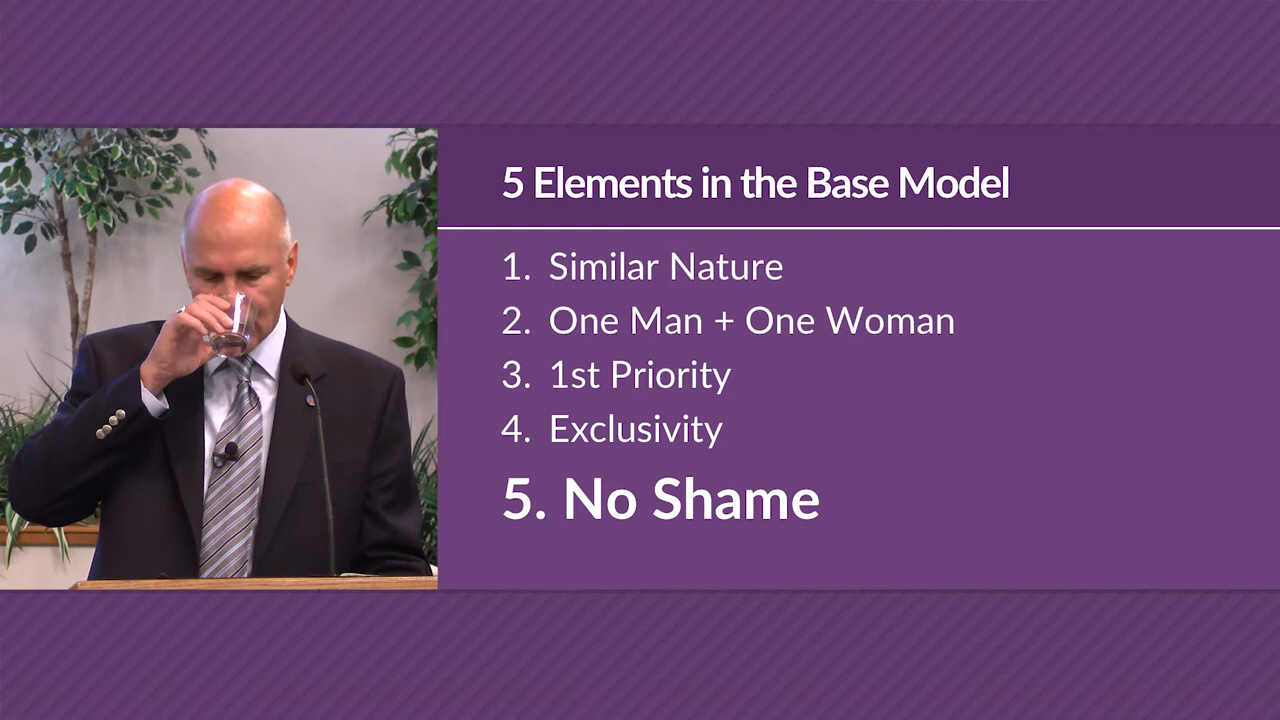 5 Elements in the Base Model
1. Similar Nature
2. One Man + One Woman
3. 1st Priority
4. Exclusivity
5. No Shame